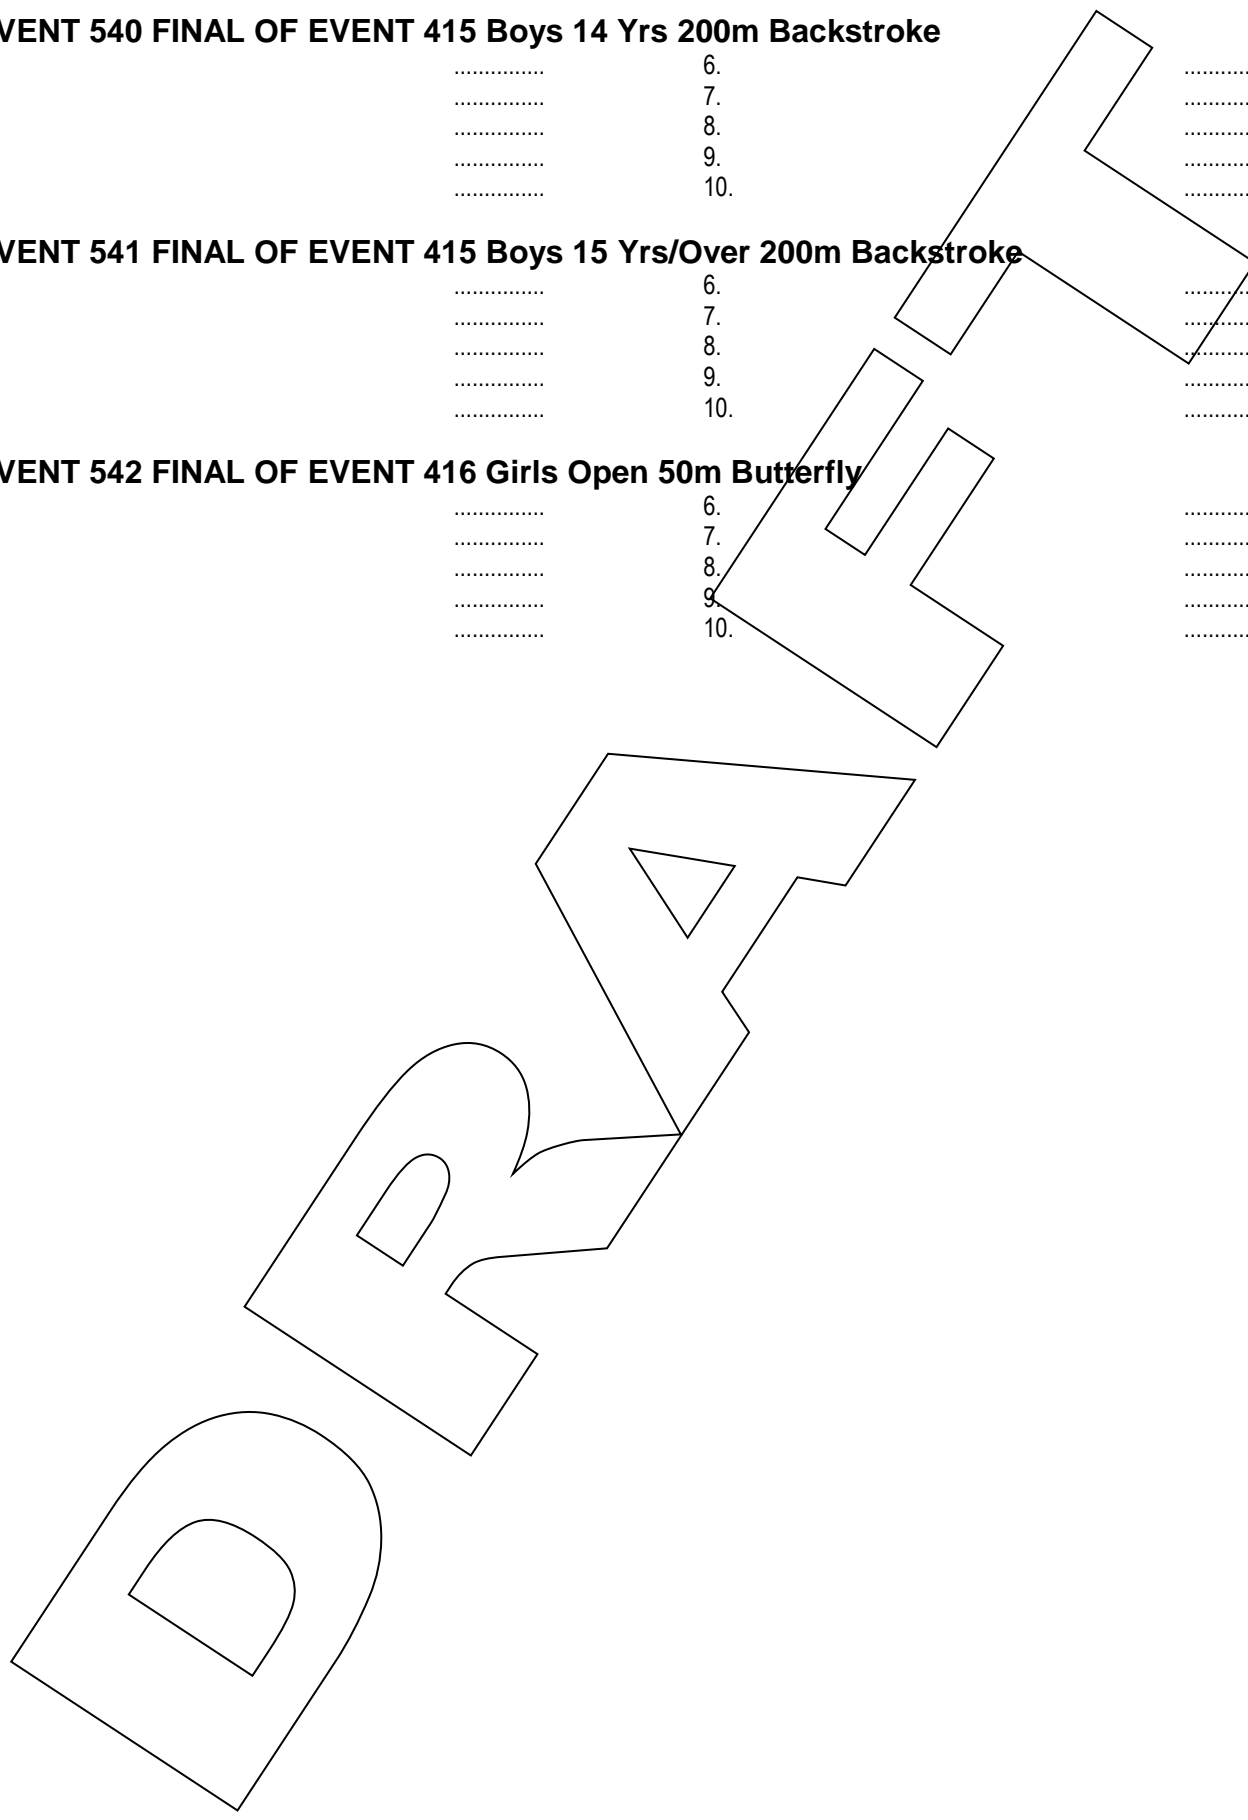 VENT 540 FINAL OF EVENT 415 Boys 14 Yrs 200m Backstroke
............... 6. ...........
............... 7. ...........
............... 8. ...........
............... 9. ...........
............... 10. ...........
VENT 541 FINAL OF EVENT 415 Boys 15 Yrs/Over 200m Backstroke
............... 6. ...........
............... 7. ...........
............... 8. ...........
............... 9. ...........
............... 10. ...........
VENT 542 FINAL OF EVENT 416 Girls Open 50m Butterfly
............... 6. ...........
............... 7. ...........
............... 8. ...........
............... 9. ...........
............... 10. ...........
DRAFT